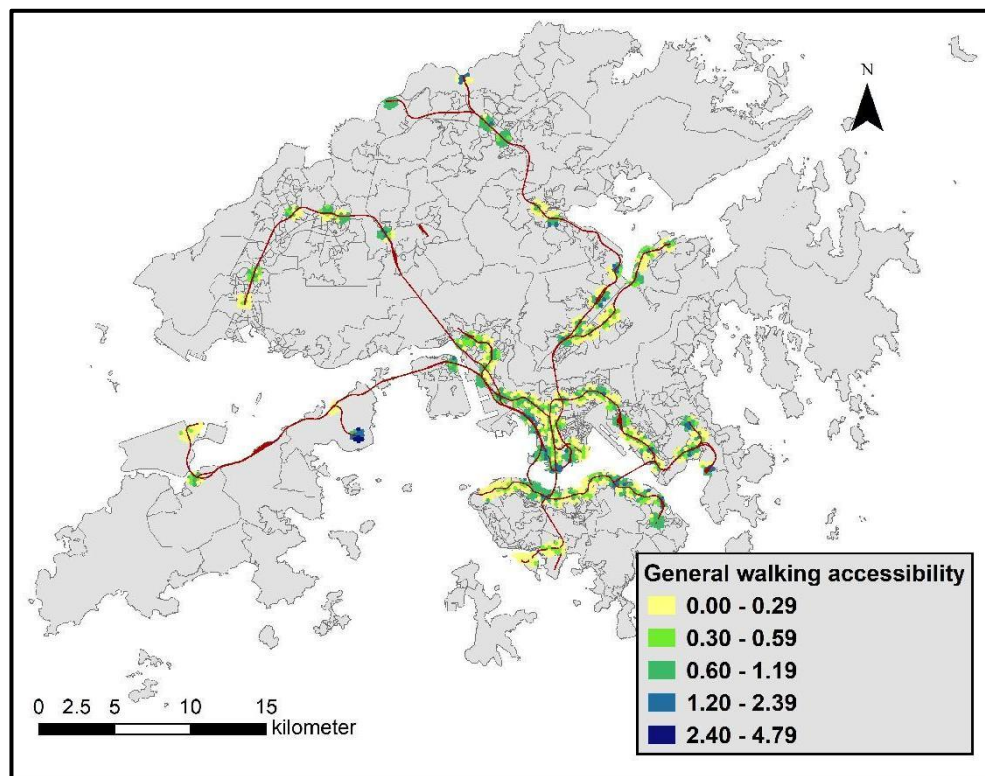 N
General walking accessibility
0.00 - 0.29
0.30 - 0.59
0.60 - 1.19
1.20 - 2.39
2.40 - 4.79
0 2.5 5 10 15
kilometer